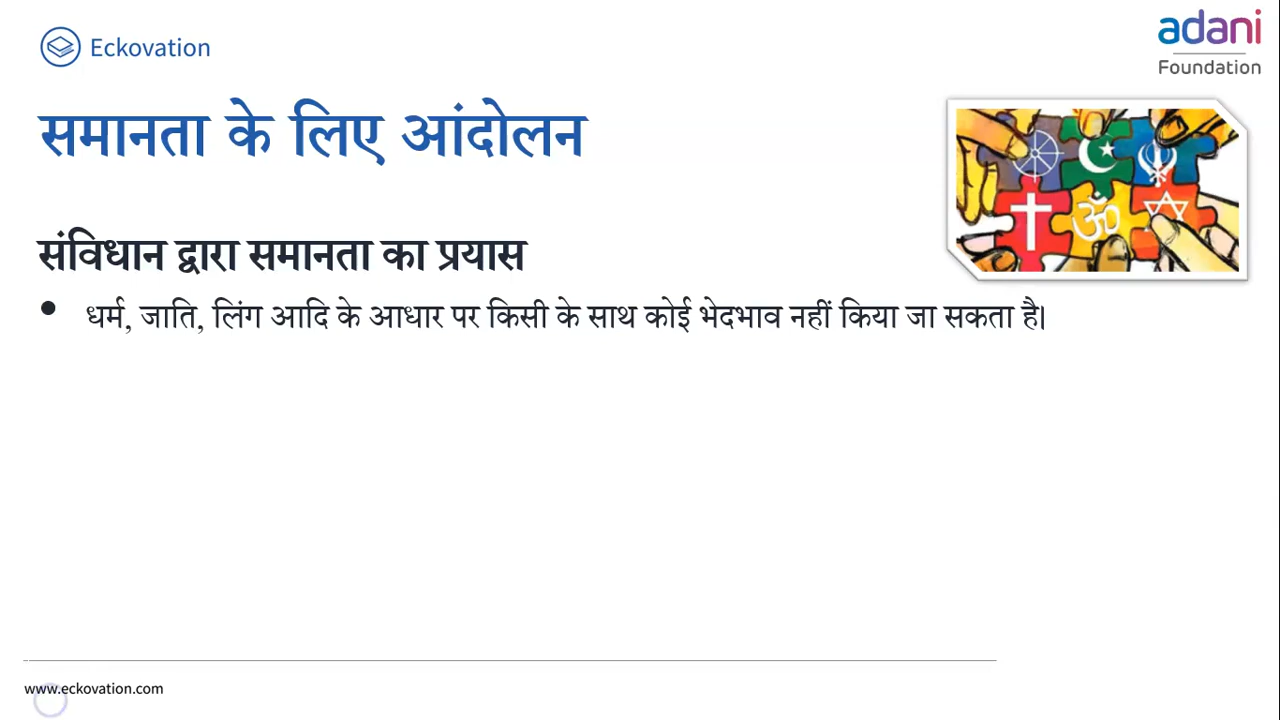 Eckovation
adani
Foundation
समानता के लिए आंदोलन
संविधान द्वारा समानता का प्रयास
• धर्म, जाति, लिंग आदि के आधार पर किसी के साथ कोई भेदभाव नहीं किया जा सकता है।
www.eckovation.com